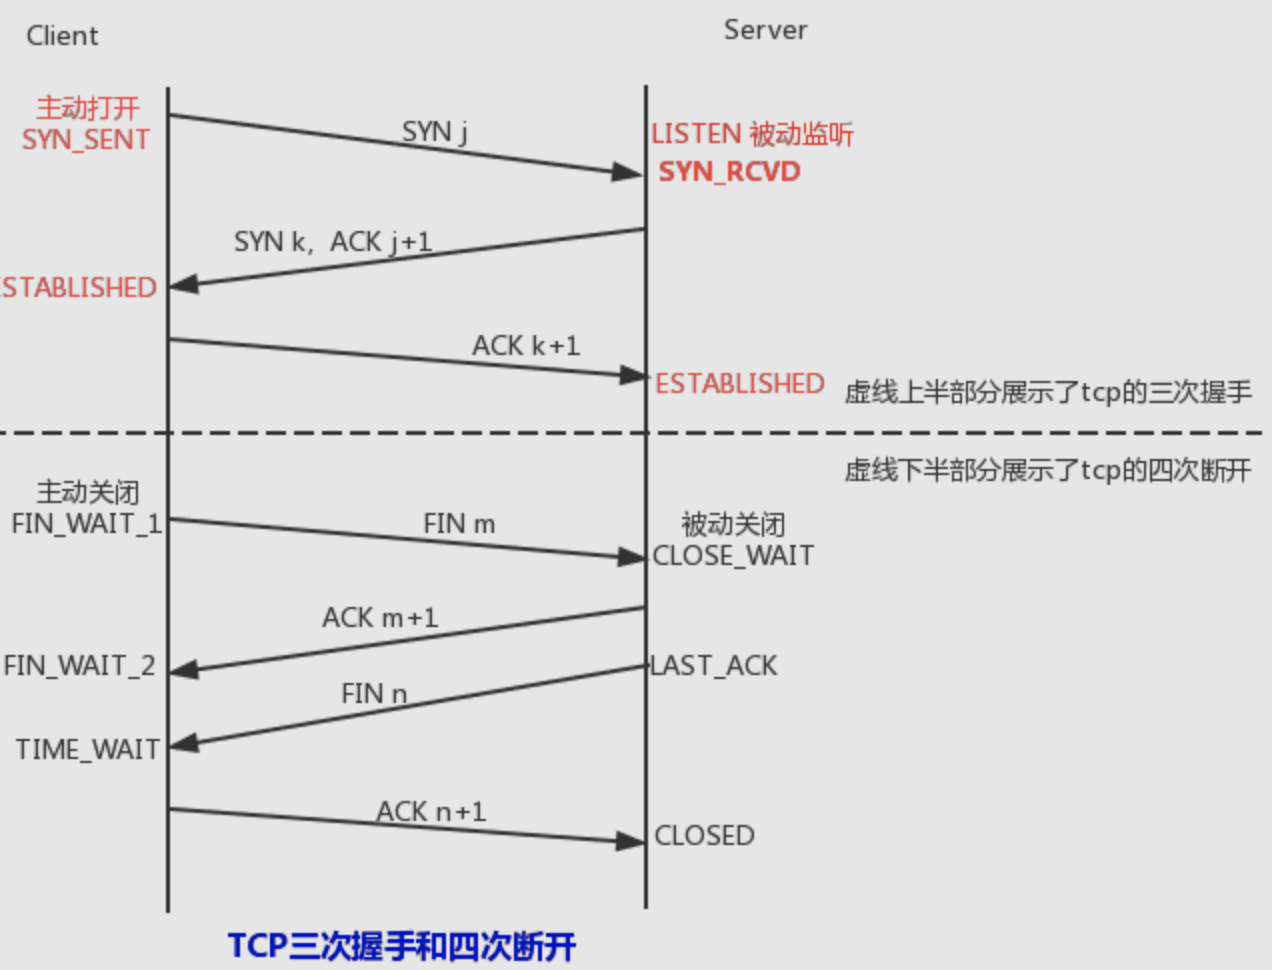 Client
Server
主动打开
SYN_SENT
SYN j
LISTEN 被动监听
SYN_RCVD
SYN k, ACK j+1
STABLISHED
ACK k+1
ESTABLISHED
虚线上半部分展示了tcp的三次握手
虚线下半部分展示了tcp的四次断开
主动关闭
FIN_WAIT_1
FIN m
被动关闭
CLOSE_WAIT
ACK m+1
FIN_WAIT_2
LAST_ACK
FIN n
TIME_WAIT
ACK n+1
CLOSED
TCP三次握手和四次断开